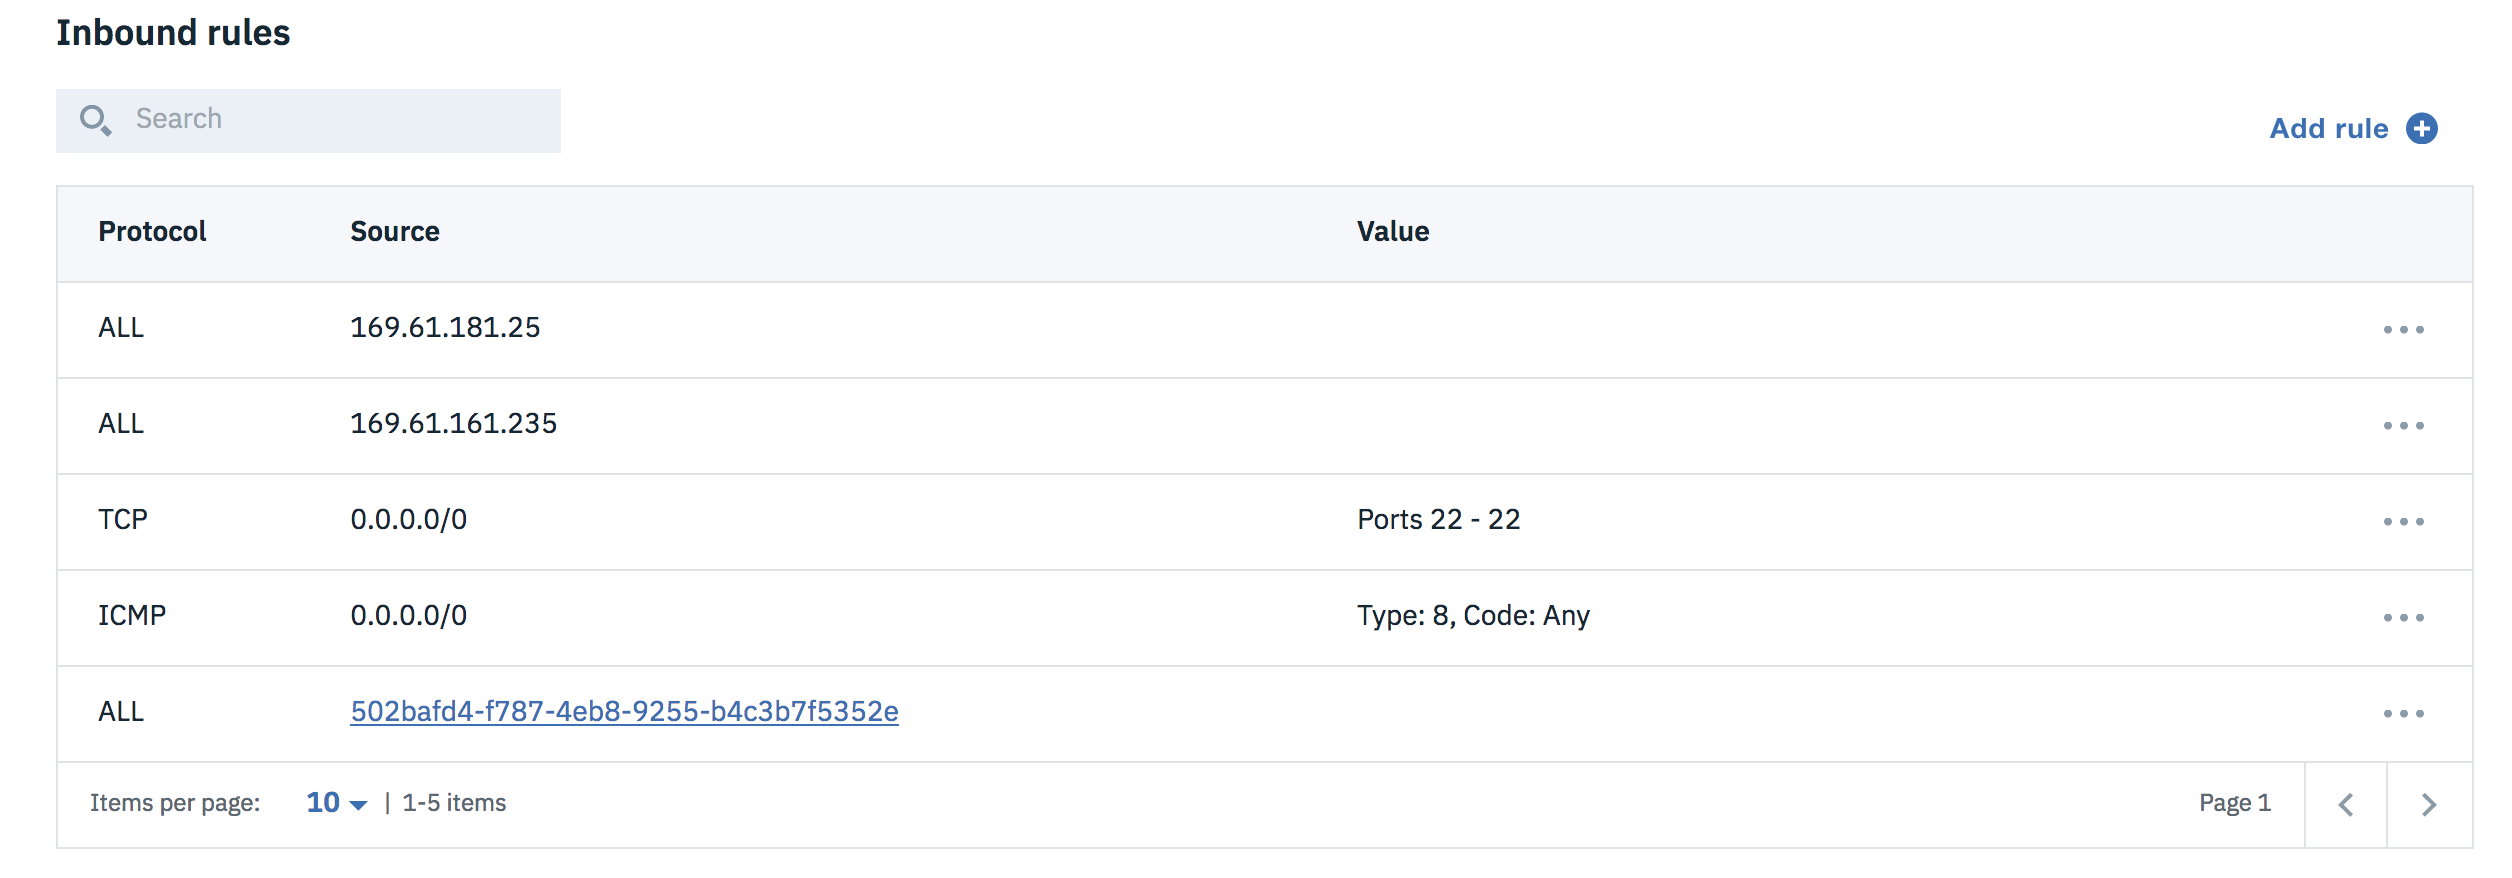 Inbound rules
Search
Add rule
Protocol Source Value
ALL 169.61.181.25
ALL 169.61.161.235
TCP 0.0.0.0/0 Ports 22 - 22
ICMP 0.0.0.0/0 Type: 8, Code: Any
ALL 502bafd4-f787-4eb8-9255-b4c3b7f5352e
Items per page: 10 | 1-5 items Page 1